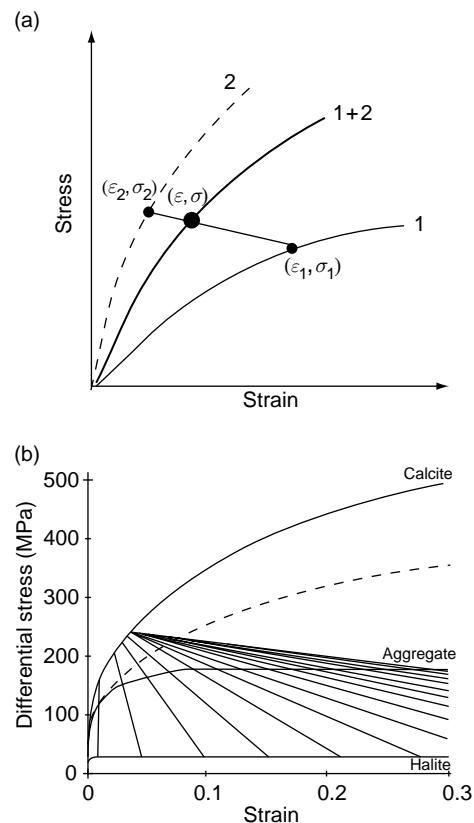 (a)
2
1+2
(ε₂,σ₂)
(ε,σ)
1
(ε₁,σ₁)
Stress
Strain
(b)
500
Calcite
400
300
Aggregate
200
100
Halite
0
Differential stress (MPa)
0
0.1
0.2
0.3
Strain